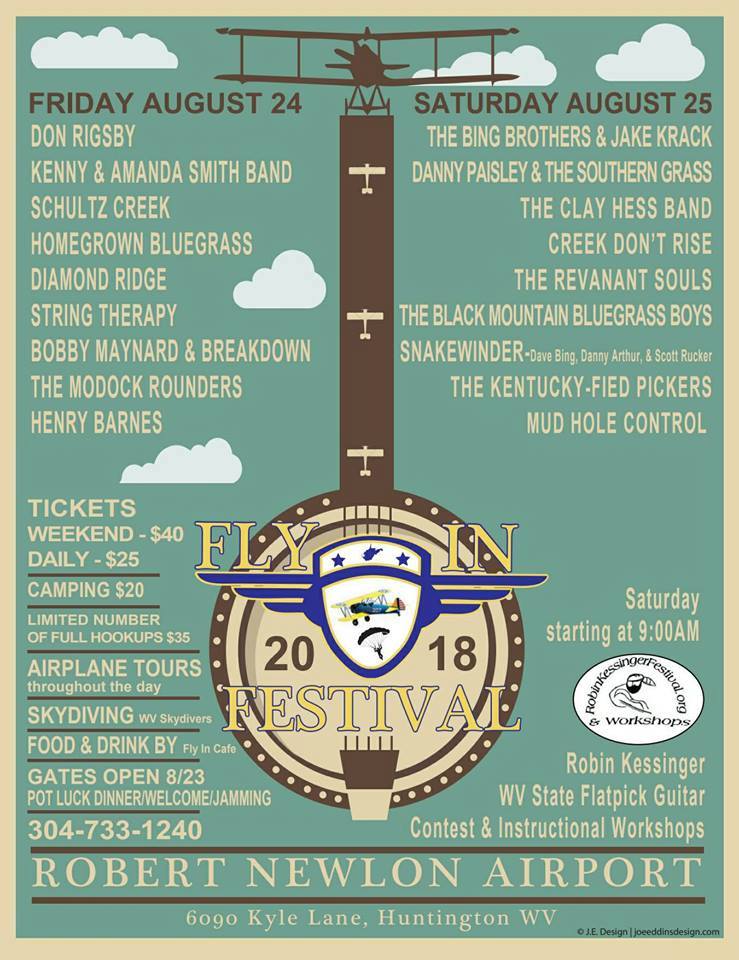 FRIDAY AUGUST 24
DON RIGSBY
KENNY & AMANDA SMITH BAND
SCHULTZ CREEK
HOMEGROWN BLUEGRASS
DIAMOND RIDGE
STRING THERAPY
BOBBY MAYNARD & BREAKDOWN
THE MODOCK ROUNDERS
HENRY BARNES
SATURDAY AUGUST 25
THE BING BROTHERS & JAKE KRACK
DANNY PAISLEY & THE SOUTHERN GRASS
THE CLAY HESS BAND
CREEK DON'T RISE
THE REVANANT SOULS
THE BLACK MOUNTAIN BLUEGRASS BOYS
SNAKEWINDER-Dave Bing, Danny Arthur, & Scott Rucker
THE KENTUCKY-FIED PICKERS
MUD HOLE CONTROL
TICKETS
WEEKEND - $40
DAILY - $25
CAMPING $20
LIMITED NUMBER
OF FULL HOOKUPS $35
AIRPLANE TOURS
throughout the day
SKYDIVING WV Skydivers
FOOD & DRINK BY Fly In Cafe
GATES OPEN 8/23
POT LUCK DINNER/WELCOME/JAMMING
304-733-1240
FLY IN
2018
FESTIVAL
Saturday
starting at 9:00AM
RobinKessingerFestival.org
& Workshops
Robin Kessinger
WV State Flatpick Guitar
Contest & Instructional Workshops
ROBERT NEWLON AIRPORT
6090 Kyle Lane, Huntington WV
© J.E. Design | joeeddinsdesign.com